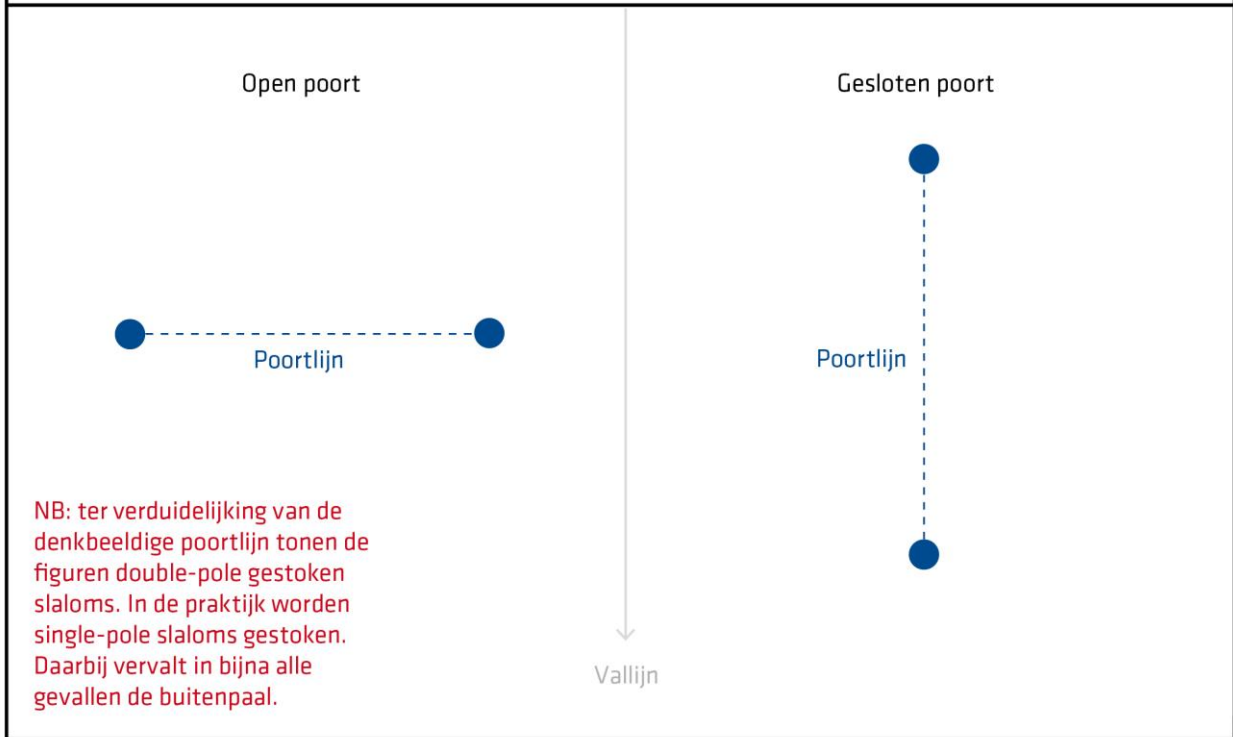 Open poort
Gesloten poort
Poortlijn
Poortlijn
NB: ter verduidelijking van de
denkbeeldige poortlijn tonen de
figuren double-pole gestoken
slaloms. In de praktijk worden
single-pole slaloms gestoken.
Daarbij vervalt in bijna alle
gevallen de buitenpaal.
Vallijn